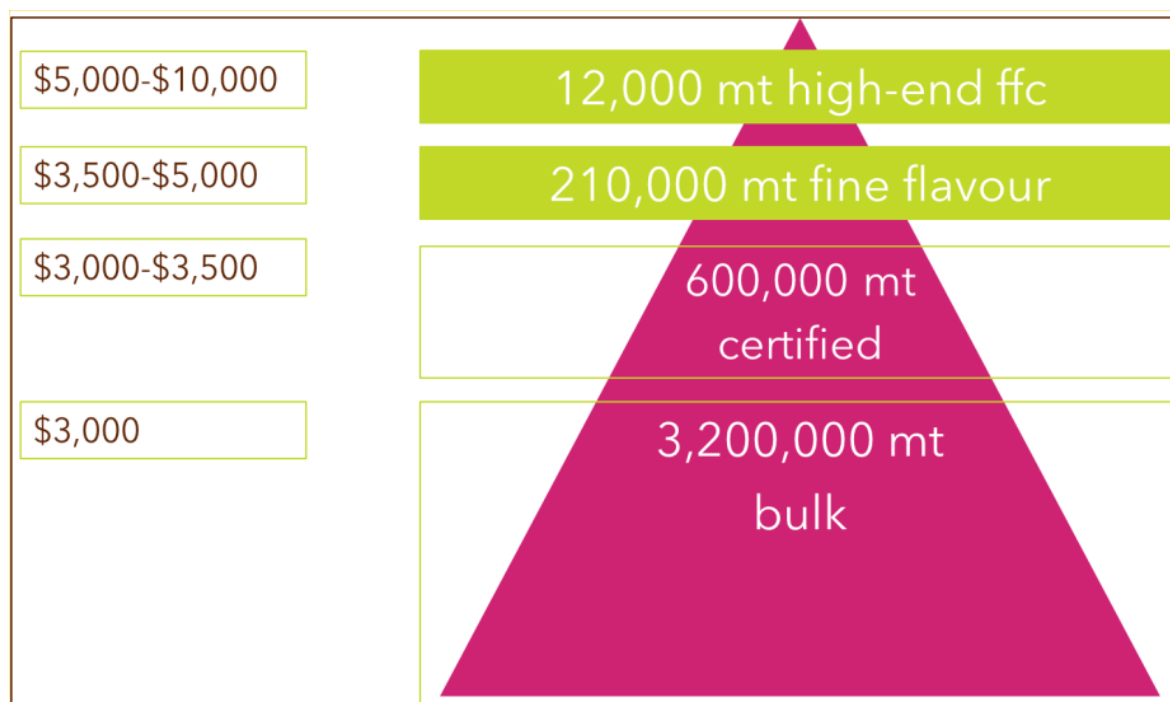 $5,000-$10,000
12,000 mt high-end ffc
$3,500-$5,000
210,000 mt fine flavour
$3,000-$3,500
600,000 mt
certified
$3,000
3,200,000 mt
bulk